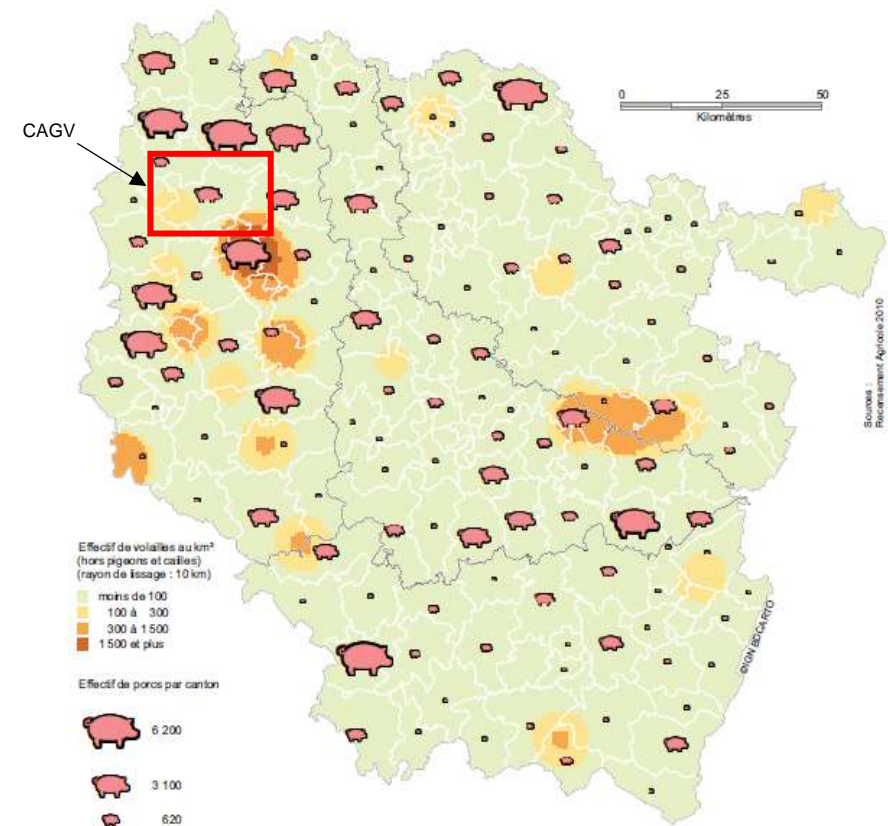 CAGV
0 25 50
Kilomètres
Sources :
Recensement Agricole 2010
©IGN BDCARTO
Effectif de volailles au km²
(hors pigeons et cailles)
(rayon de lissage : 10 km)
moins de 100
100 à 300
300 à 1 500
1 500 et plus
Effectif de porcs par canton
6 200
3 100
620